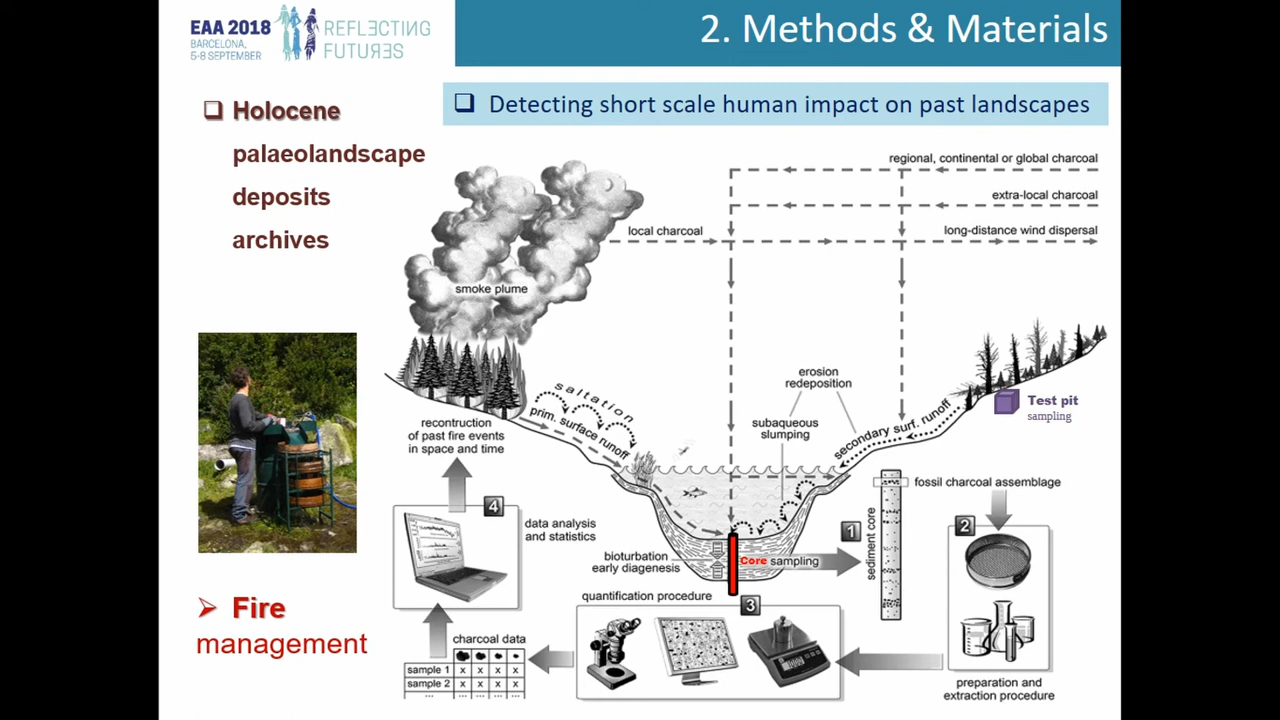 EAA 2018
BARCELONA,
5-8 SEPTEMBER
REFLECTING
FUTURES
2. Methods & Materials
Holocene
palaeolandscape
deposits
archives
Detecting short scale human impact on past landscapes
regional, continental or global charcoal
extra-local charcoal
local charcoal
long-distance wind dispersal
smoke plume
saltation
prim. surface runoff
erosion
redeposition
subaqueous
slumping
secondary surf. runoff
Test pit
sampling
recontruction
of past fire events
in space and time
4
data analysis
and statistics
bioturbation
early diagenesis
Core sampling
1
sediment core
fossil charcoal assemblage
2
quantification procedure
3
Fire
management
charcoal data
sample 1 x x x x
sample 2 x x x x
... ... ... ... ...
preparation and
extraction procedure